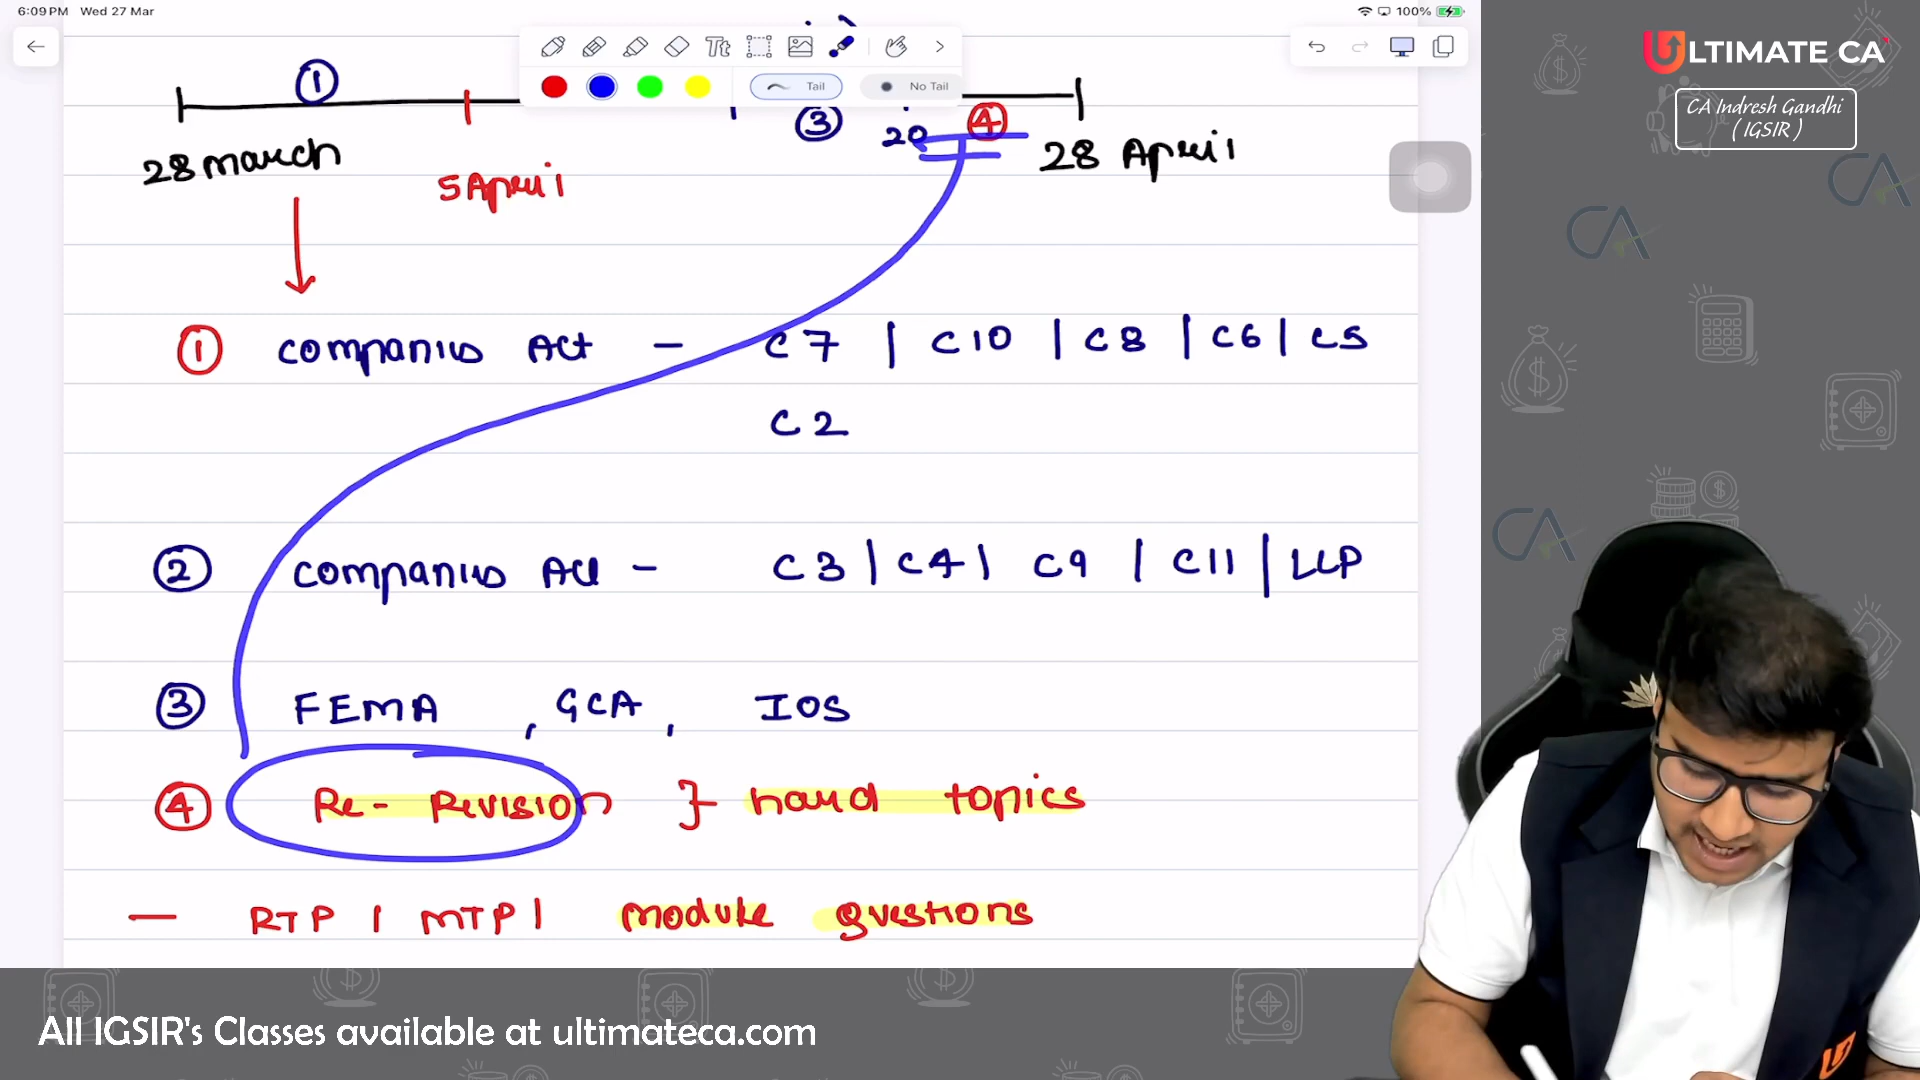 6:09 PM Wed 27 Mar
100%
ULTIMATE CA
CA Indresh Gandhi
( IGSIR )
Tt
Tail
No Tail
1
3
20
4
28 march
5 April
28 April
1 Companies Act - C7 | C10 | C8 | C6 | C5
C2
2 Companies Act - C3 | C4 | C9 | C11 | LLP
3 FEMA , GCA , IOS
4 Re- Revision } hard topics
— RTP | MTP | module questions
All IGSIR's Classes available at ultimateca.com